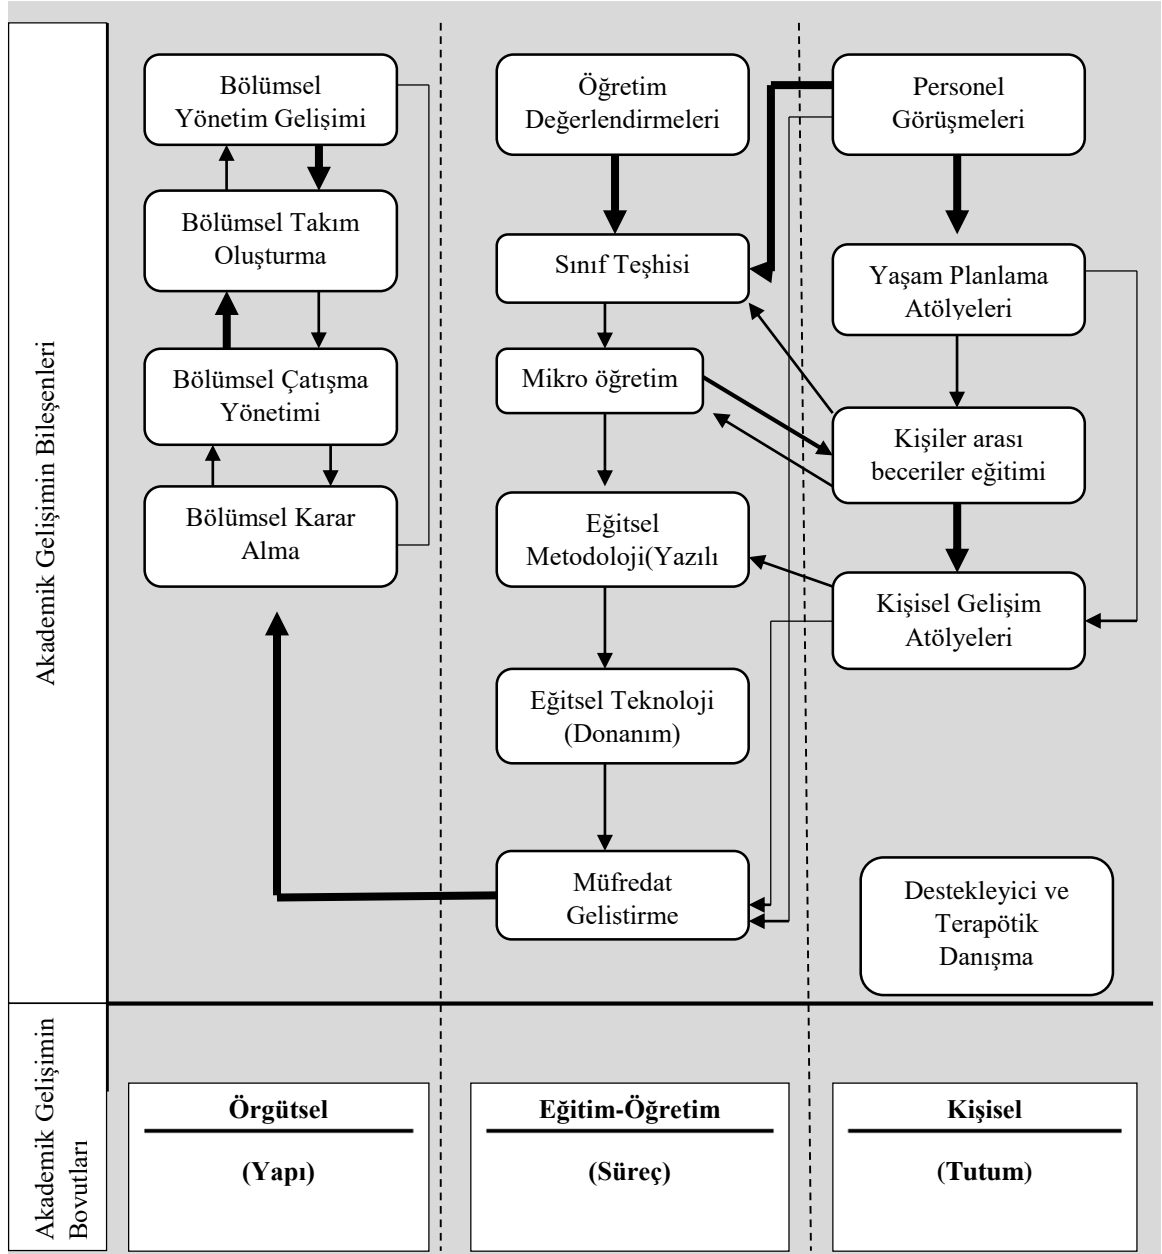 Akademik Gelişimin Bileşenleri
Bölümsel
Yönetim Gelişimi
Bölümsel Takım
Oluşturma
Bölümsel Çatışma
Yönetimi
Bölümsel Karar
Alma
Öğretim
Değerlendirmeleri
Sınıf Teşhisi
Mikro öğretim
Eğitsel
Metodoloji(Yazılı
Eğitsel Teknoloji
(Donanım)
Müfredat
Gelistirme
Personel
Görüşmeleri
Yaşam Planlama
Atölyeleri
Kişiler arası
beceriler eğitimi
Kişisel Gelişim
Atölyeleri
Destekleyici ve
Terapötik
Danışma
Akademik Gelişimin
Bovutları
Örgütsel
(Yapı)
Eğitim-Öğretim
(Süreç)
Kişisel
(Tutum)